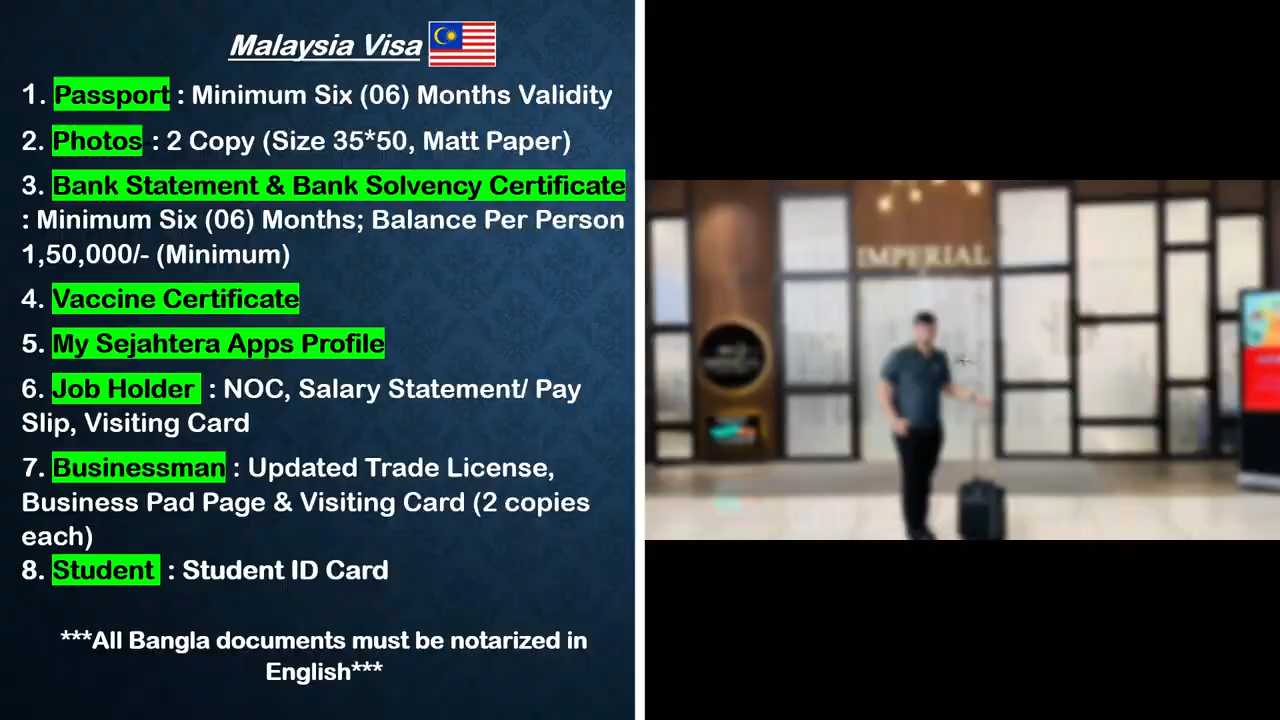 Malaysia Visa
1. Passport : Minimum Six (06) Months Validity
2. Photos : 2 Copy (Size 35*50, Matt Paper)
3. Bank Statement & Bank Solvency Certificate
: Minimum Six (06) Months; Balance Per Person
1,50,000/- (Minimum)
4. Vaccine Certificate
5. My Sejahtera Apps Profile
6. Job Holder : NOC, Salary Statement/ Pay
Slip, Visiting Card
7. Businessman : Updated Trade License,
Business Pad Page & Visiting Card (2 copies
each)
8. Student : Student ID Card
***All Bangla documents must be notarized in
English***
IMPERIAL